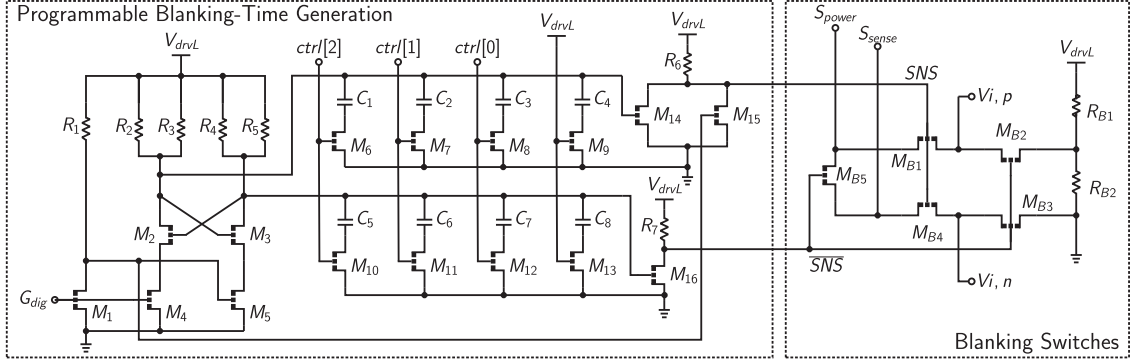 Programmable Blanking-Time Generation
V_drvL
V_drvL
V_drvL
S_power
S_sense
V_drvL
ctrl[2]
ctrl[1]
ctrl[0]
R_6
SNS
R_1
R_2
R_3
R_4
R_5
C_1
C_2
C_3
C_4
M_14
M_15
Vi, p
R_B1
M_6
M_7
M_8
M_9
M_B1
M_B2
M_B5
V_drvL
R_B2
M_2
M_3
C_5
C_6
C_7
C_8
R_7
M_B4
M_B3
M_10
M_11
M_12
M_13
M_16
SNS
Vi, n
G_dig
M_1
M_4
M_5
Blanking Switches